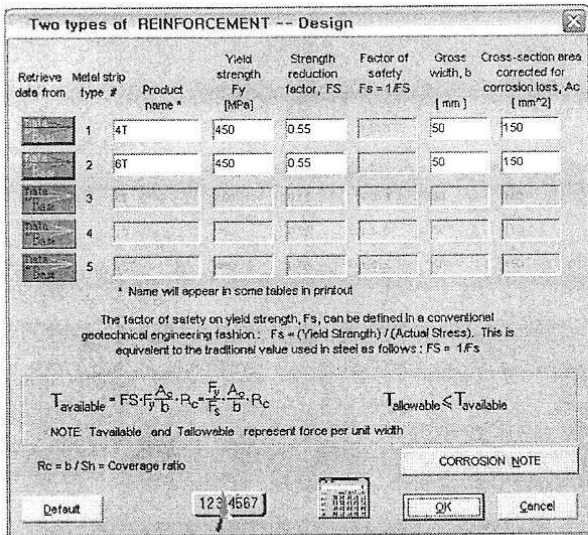 Two types of REINFORCEMENT -- Design
Retrieve data from
Metal strip type #
Product name *
Yield strength Fy [MPa]
Strength reduction factor, FS
Factor of safety Fs = 1/FS
Gross width, b [ mm ]
Cross-section area corrected for corrosion loss, Ac [ mm^2]
1 4T 450 0.55 50 150
2 6T 450 0.55 50 150
3
4
5
* Name will appear in some tables in printout
The factor of safety on yield strength, Fs, can be defined in a conventional
geotechnical engineering fashion : Fs = (Yield Strength) / (Actual Stress). This is
equivalent to the traditional value used in steel as follows : FS = 1/Fs
Tavailable = FS·Fy Ac/b ·Rc = Fy/Fs · Ac/b ·Rc
Tallowable ≤ Tavailable
NOTE: Tavailable and Tallowable represent force per unit width
Rc = b / Sh = Coverage ratio
CORROSION NOTE
Default
1234567
OK
Cancel